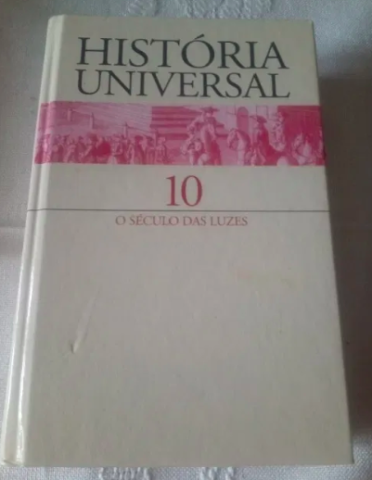 HISTÓRIA
UNIVERSAL
10
O SÉCULO DAS LUZES